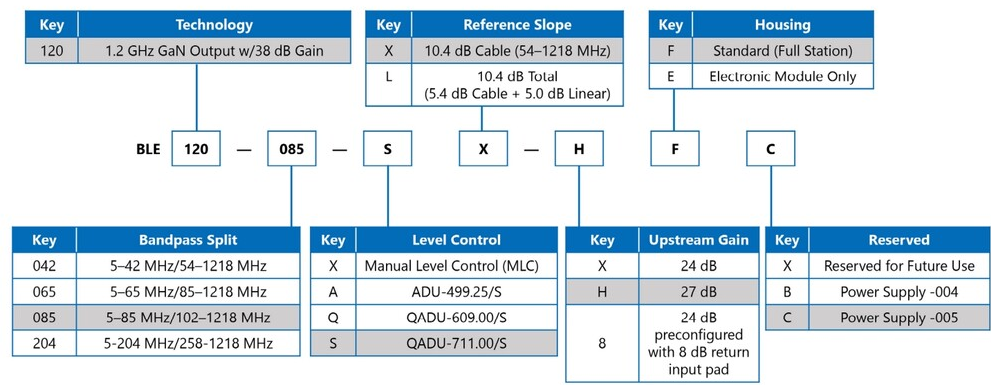 Key Technology
120 1.2 GHz GaN Output w/38 dB Gain
Key Reference Slope
X 10.4 dB Cable (54–1218 MHz)
L 10.4 dB Total
(5.4 dB Cable + 5.0 dB Linear)
Key Housing
F Standard (Full Station)
E Electronic Module Only
BLE 120 — 085 — S X — H F C
Key Bandpass Split
042 5–42 MHz/54–1218 MHz
065 5–65 MHz/85–1218 MHz
085 5–85 MHz/102–1218 MHz
204 5-204 MHz/258-1218 MHz
Key Level Control
X Manual Level Control (MLC)
A ADU-499.25/S
Q QADU-609.00/S
S QADU-711.00/S
Key Upstream Gain
X 24 dB
H 27 dB
8 24 dB
preconfigured
with 8 dB return
input pad
Key Reserved
X Reserved for Future Use
B Power Supply -004
C Power Supply -005